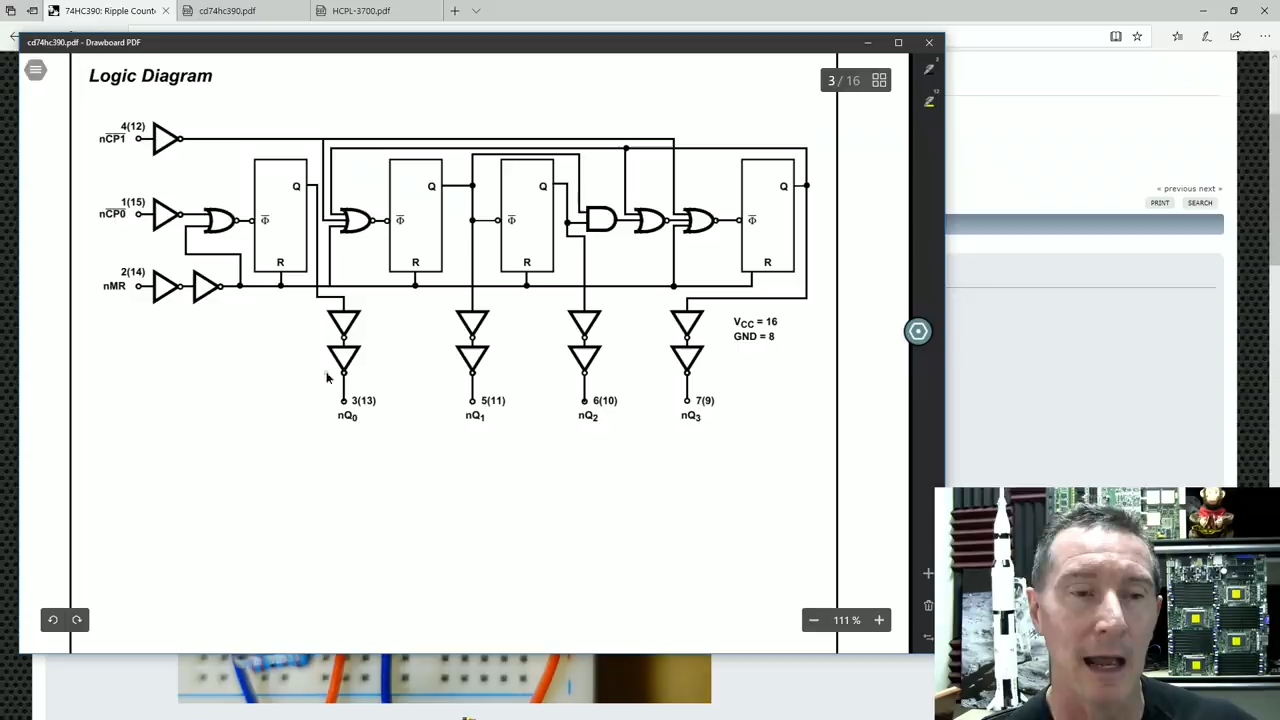 74HC390: Ripple Count
cd74hc390.pdf
HCPL-3700.pdf
cd74hc390.pdf - Drawboard PDF
Logic Diagram
3 / 16
4(12)
nCP1
1(15)
nCP0
2(14)
nMR
Q
Q
Q
Q
Φ
Φ
Φ
Φ
R
R
R
R
VCC = 16
GND = 8
3(13)
5(11)
6(10)
7(9)
nQ0
nQ1
nQ2
nQ3
« previous next »
PRINT
SEARCH
111 %